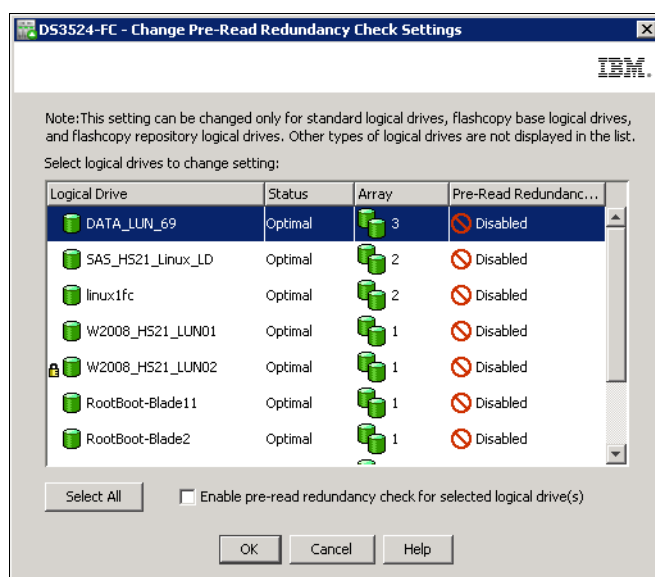 DS3524-FC - Change Pre-Read Redundancy Check Settings
IBM.
Note:This setting can be changed only for standard logical drives, flashcopy base logical drives,
and flashcopy repository logical drives. Other types of logical drives are not displayed in the list.
Select logical drives to change setting:
Logical Drive Status Array Pre-Read Redundanc...
DATA_LUN_69 Optimal 3 Disabled
SAS_HS21_Linux_LD Optimal 2 Disabled
linux1fc Optimal 2 Disabled
W2008_HS21_LUN01 Optimal 1 Disabled
W2008_HS21_LUN02 Optimal 1 Disabled
RootBoot-Blade11 Optimal 1 Disabled
RootBoot-Blade2 Optimal 1 Disabled
Select All Enable pre-read redundancy check for selected logical drive(s)
OK Cancel Help